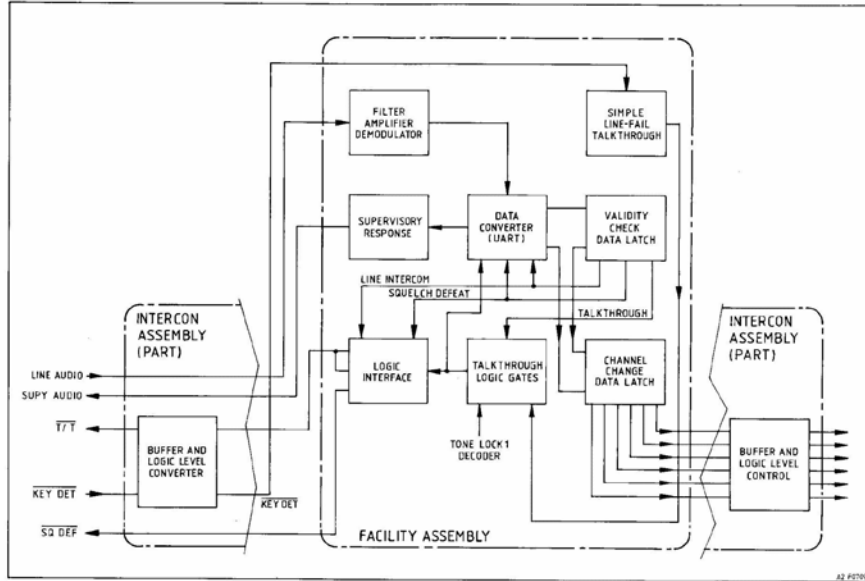 FILTER
AMPLIFIER
DEMODULATOR
SIMPLE
LINE-FAIL
TALKTHROUGH
SUPERVISORY
RESPONSE
DATA
CONVERTER
(UART)
VALIDITY
CHECK
DATA LATCH
LINE INTERCOM
SQUELCH DEFEAT
TALKTHROUGH
INTERCON
ASSEMBLY
(PART)
INTERCON
ASSEMBLY
(PART)
LOGIC
INTERFACE
TALKTHROUGH
LOGIC GATES
CHANNEL
CHANGE
DATA LATCH
LINE AUDIO
SUPY AUDIO
T/T
BUFFER AND
LOGIC LEVEL
CONVERTER
TONE LOCK 1
DECODER
BUFFER AND
LOGIC LEVEL
CONTROL
KEY DET
KEY DET
SQ DEF
FACILITY ASSEMBLY